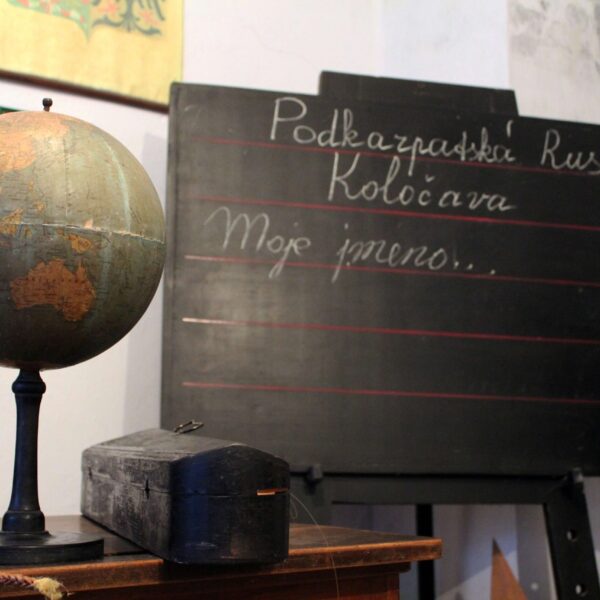 Podkarpatská Rus
Koločava
Moje jmeno...